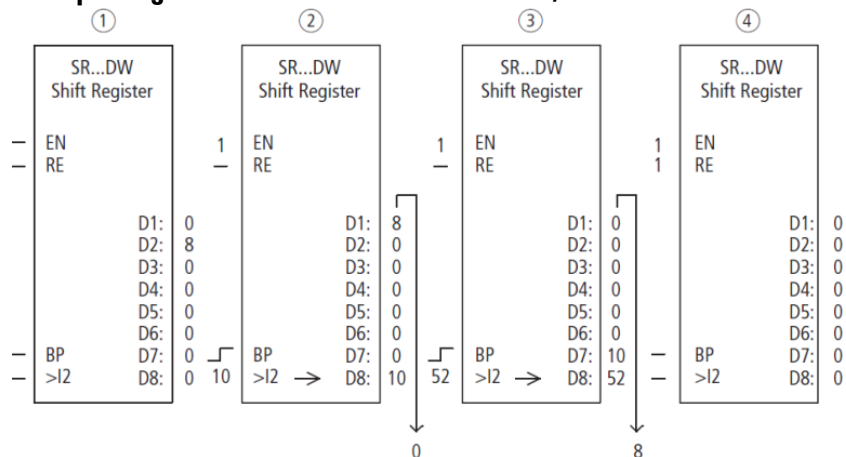 ① ② ③ ④
SR...DW SR...DW SR...DW SR...DW
Shift Register Shift Register Shift Register Shift Register
– EN 1 EN 1 EN 1 EN
– RE – RE – RE 1 RE
D1: 0 D1: 8 D1: 0 D1: 0
D2: 8 D2: 0 D2: 0 D2: 0
D3: 0 D3: 0 D3: 0 D3: 0
D4: 0 D4: 0 D4: 0 D4: 0
D5: 0 D5: 0 D5: 0 D5: 0
D6: 0 D6: 0 D6: 0 D6: 0
– BP D7: 0 BP D7: 0 BP D7: 10 – BP D7: 0
– >I2 D8: 0 10 >I2 → D8: 10 52 >I2 → D8: 52 – >I2 D8: 0
0 8